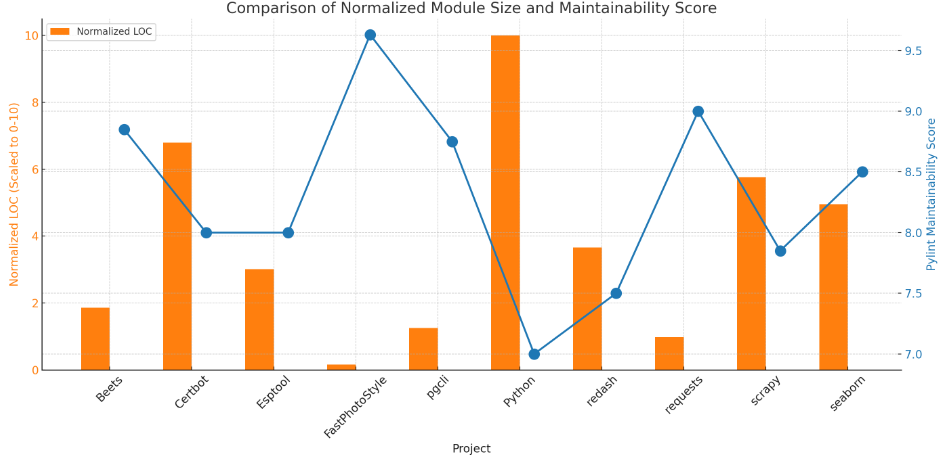 Comparison of Normalized Module Size and Maintainability Score
Normalized LOC
Normalized LOC (Scaled to 0-10)
10
8
6
4
2
0
9.5
9.0
8.5
8.0
7.5
7.0
Pylint Maintainability Score
Beets
Certbot
Esptool
FastPhotoStyle
pgcli
Python
redash
requests
scrapy
seaborn
Project